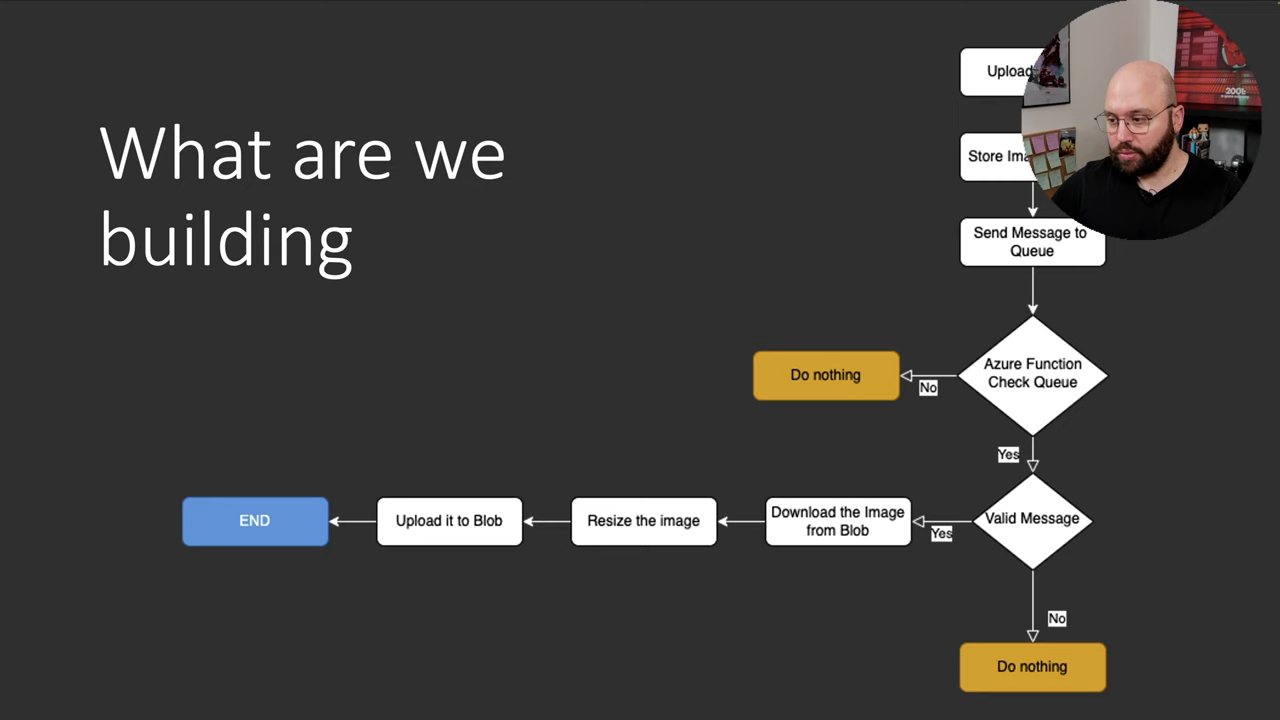 What are we
building
Upload
Store
Send Message to
Queue
Azure Function
Check Queue
Do nothing
No
Yes
Valid Message
Yes
Download the Image
from Blob
Resize the image
Upload it to Blob
END
No
Do nothing